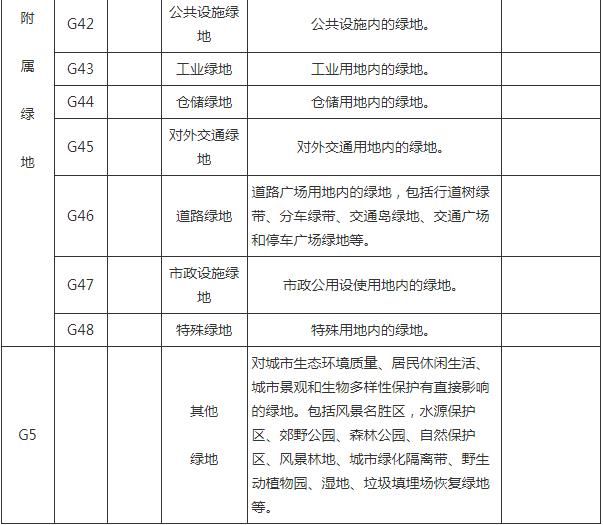 附
属
绿
地
G42
公共设施绿
地
公共设施内的绿地。
G43
工业绿地
工业用地内的绿地。
G44
仓储绿地
仓储用地内的绿地。
G45
对外交通绿
地
对外交通用地内的绿地。
G46
道路绿地
道路广场用地内的绿地，包括行道树绿
带、分车绿带、交通岛绿地、交通广场
和停车广场绿地等。
G47
市政设施绿
地
市政公用设使用地内的绿地。
G48
特殊绿地
特殊用地内的绿地。
G5
其他
绿地
对城市生态环境质量、居民休闲生活、
城市景观和生物多样性保护有直接影响
的绿地。包括风景名胜区，水源保护
区、郊野公园、森林公园、自然保护
区、风景林地、城市绿化隔离带、野生
动植物园、湿地、垃圾填埋场恢复绿地
等。